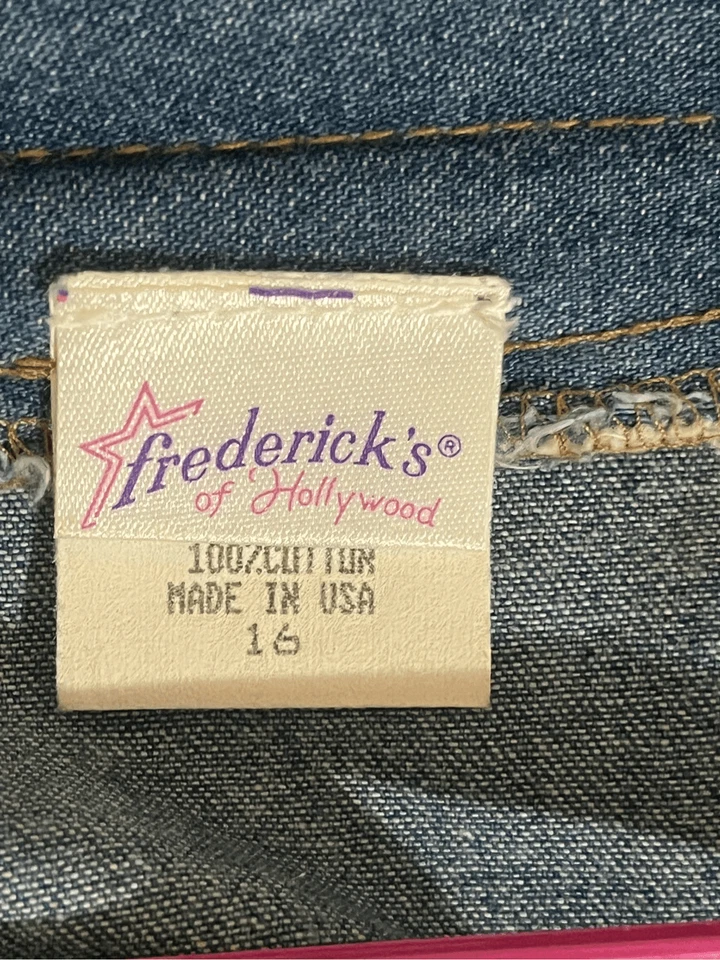 frederick's®
of Hollywood
100%COTTON
MADE IN USA
16